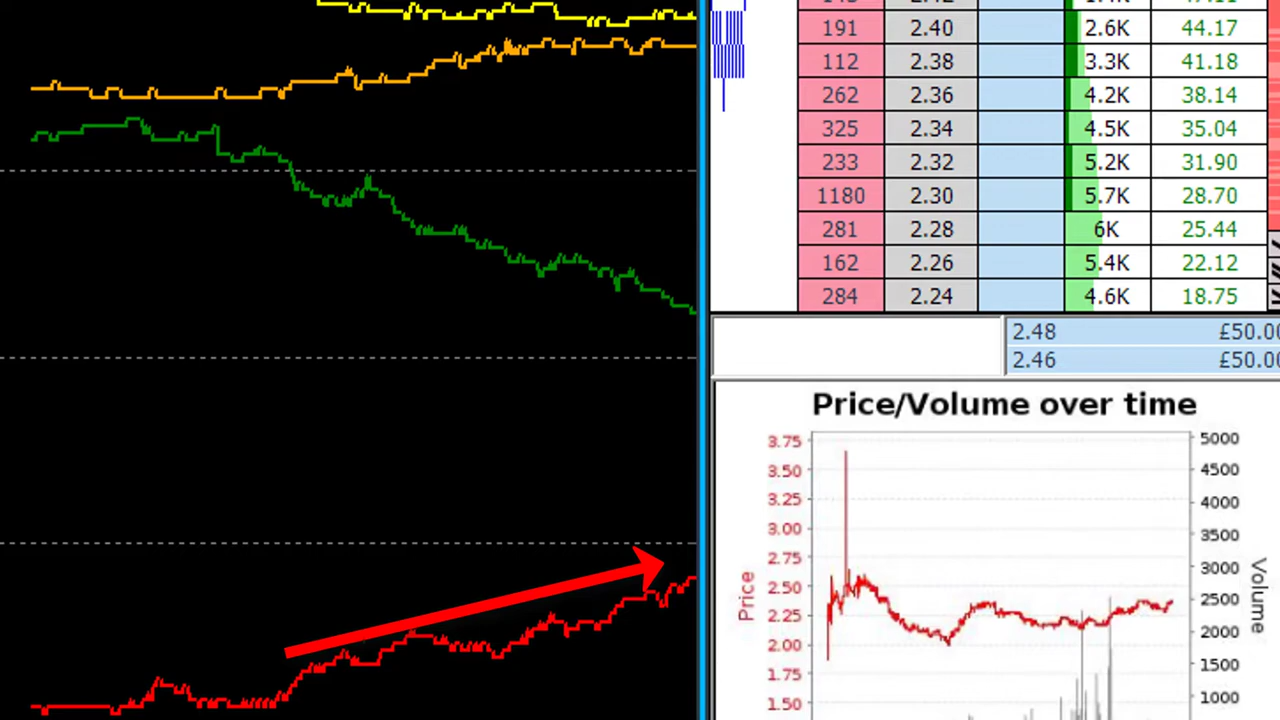 191 2.40 2.6K 44.17
112 2.38 3.3K 41.18
262 2.36 4.2K 38.14
325 2.34 4.5K 35.04
233 2.32 5.2K 31.90
1180 2.30 5.7K 28.70
281 2.28 6K 25.44
162 2.26 5.4K 22.12
284 2.24 4.6K 18.75
2.48 £50.00
2.46 £50.00
Price/Volume over time
3.75 5000
3.50 4500
3.25 4000
3.00 3500
2.75 3000
2.50 2500
2.25 2000
2.00 1500
1.75 1000
1.50
Price
Volume